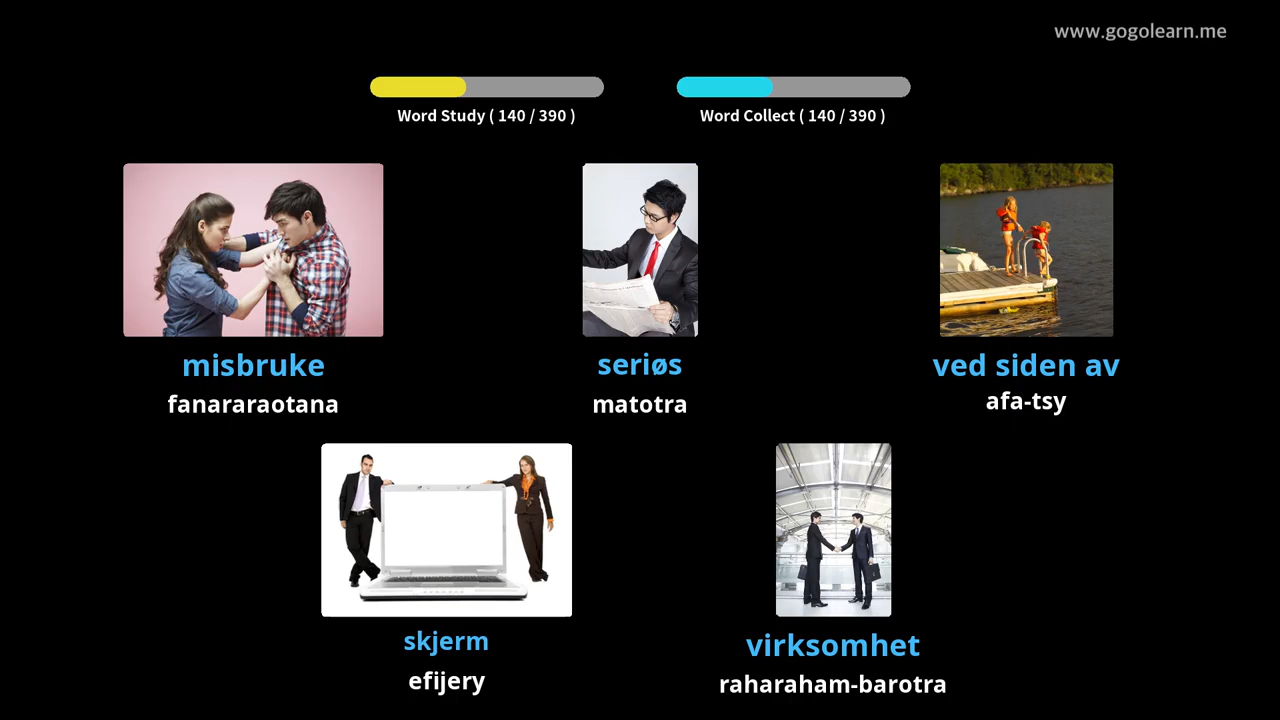 www.gogolearn.me
Word Study ( 140 / 390 )
Word Collect ( 140 / 390 )
misbruke
fanararaotana
seriøs
matotra
ved siden av
afa-tsy
skjerm
efijery
virksomhet
raharaham-barotra